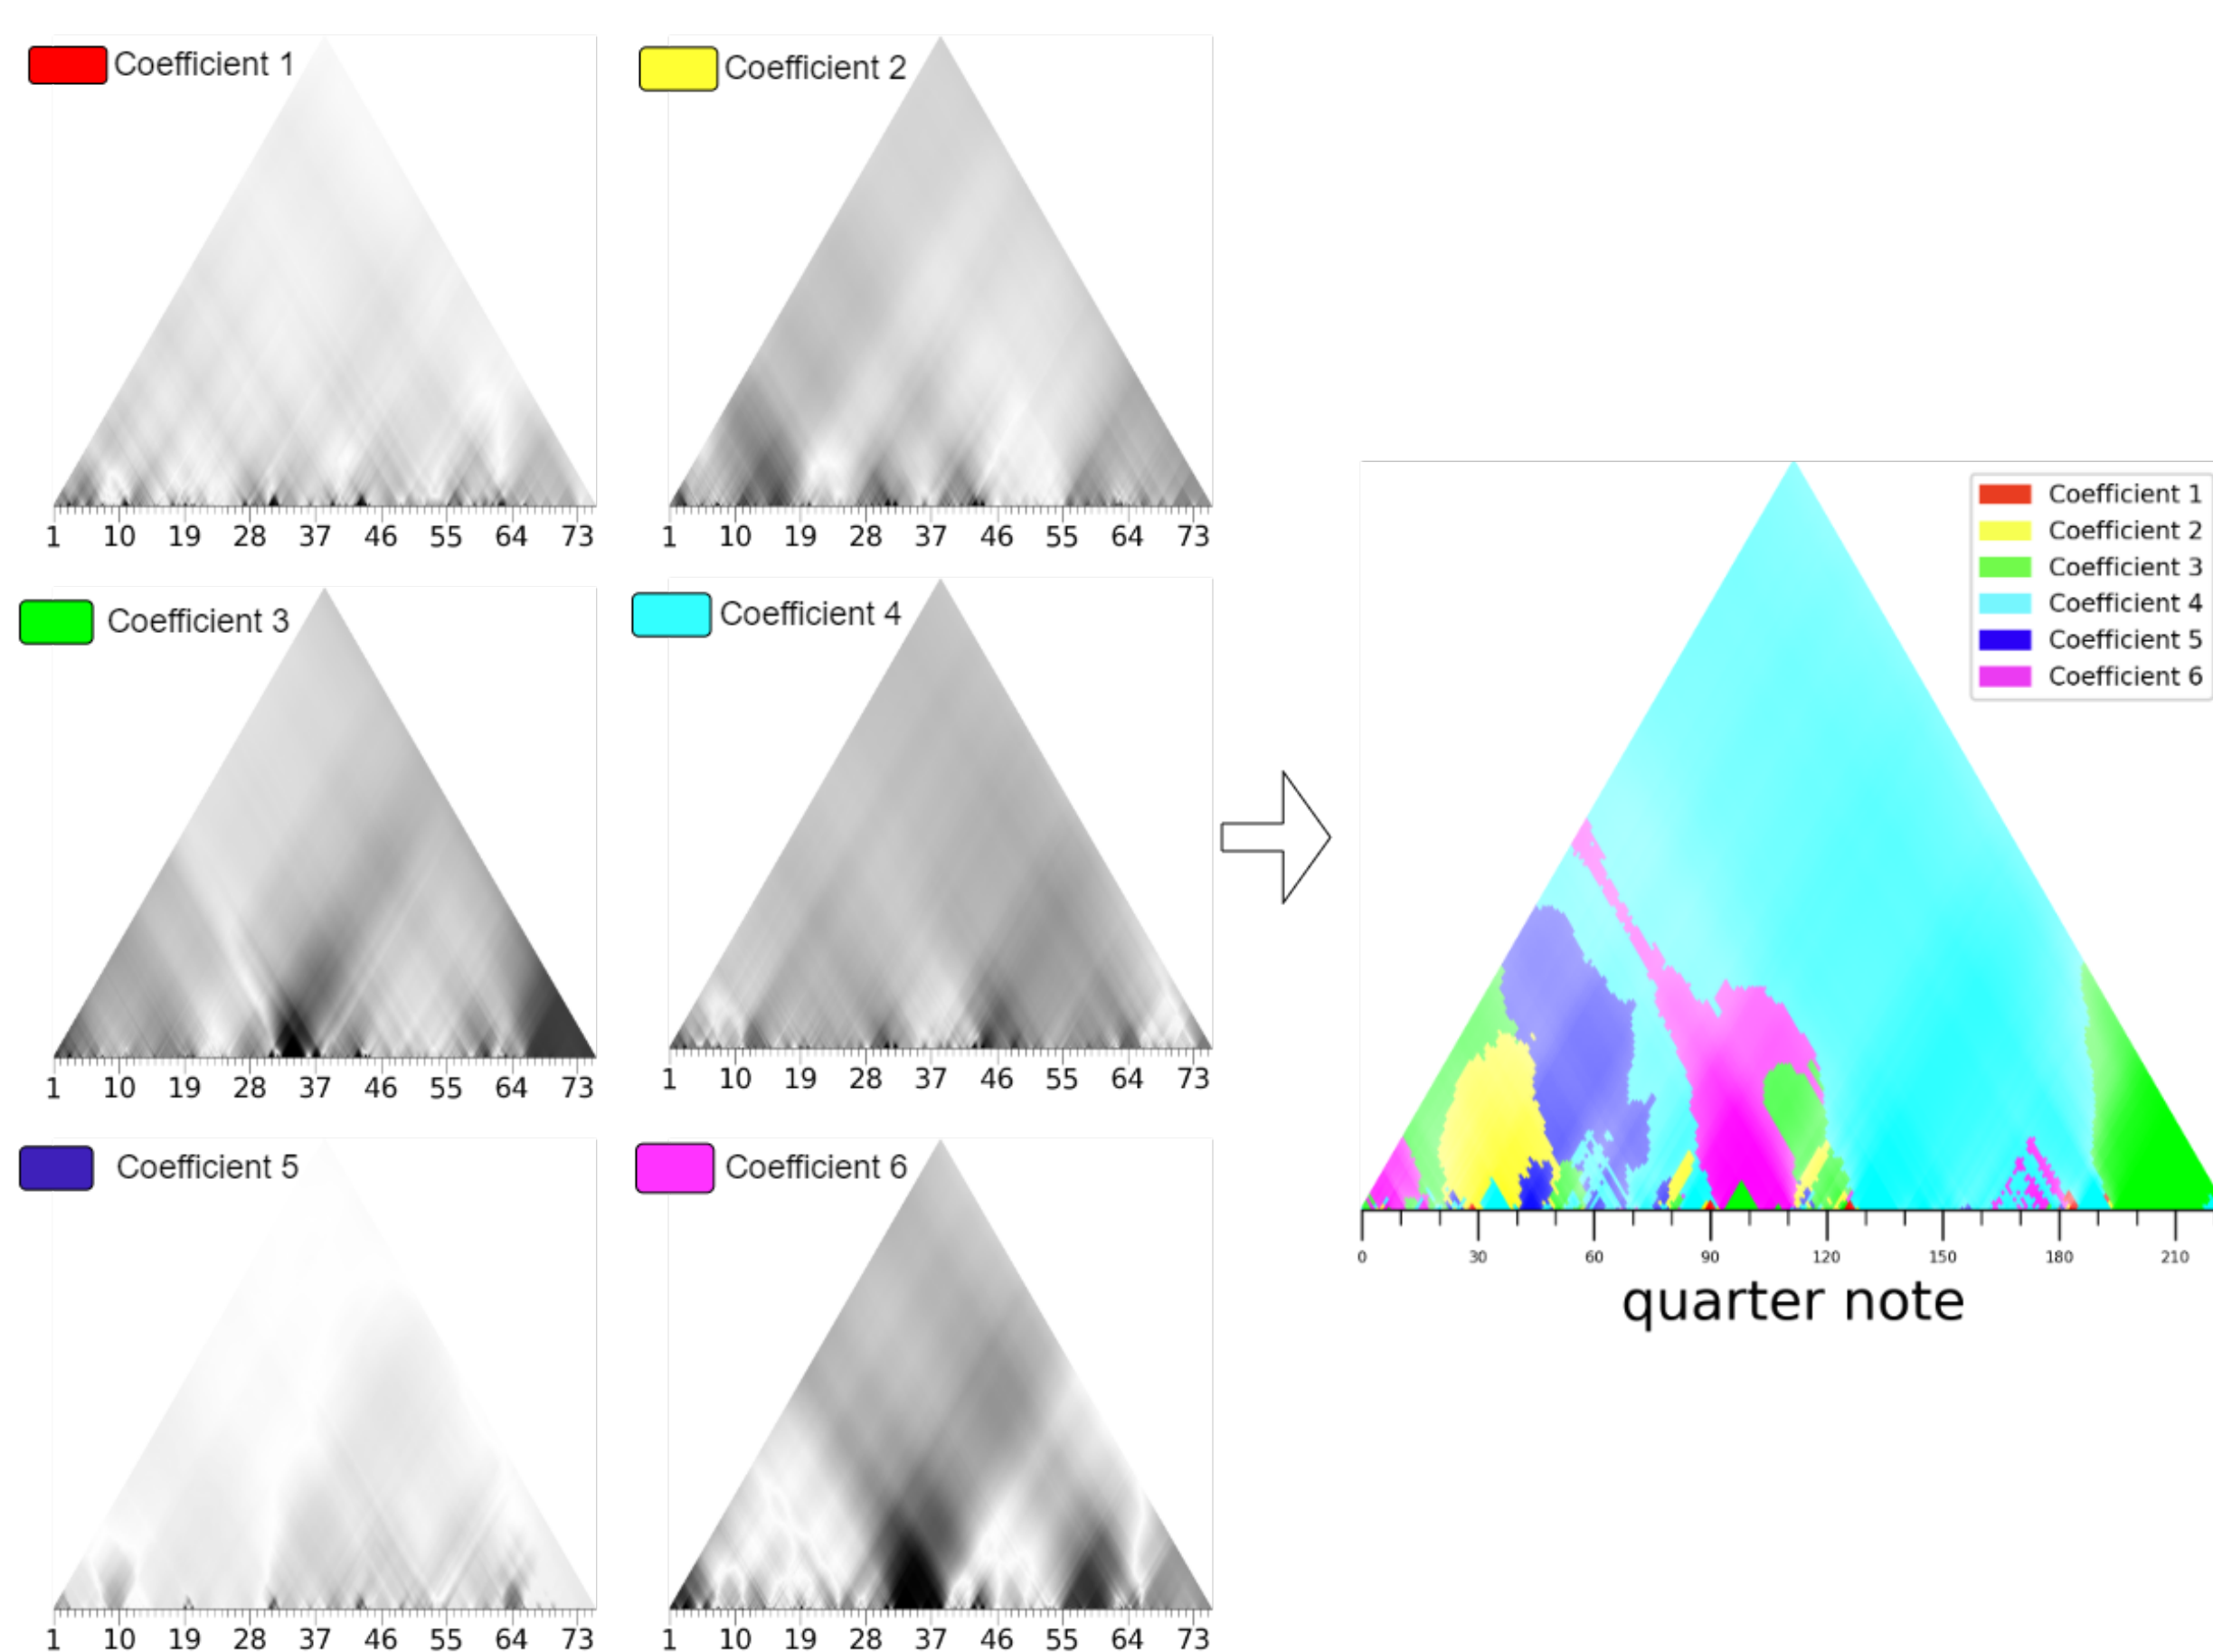 Coefficient 1
Coefficient 2
1 10 19 28 37 46 55 64 73
1 10 19 28 37 46 55 64 73
Coefficient 3
Coefficient 4
1 10 19 28 37 46 55 64 73
1 10 19 28 37 46 55 64 73
Coefficient 5
Coefficient 6
1 10 19 28 37 46 55 64 73
1 10 19 28 37 46 55 64 73
Coefficient 1
Coefficient 2
Coefficient 3
Coefficient 4
Coefficient 5
Coefficient 6
0 30 60 90 120 150 180 210
quarter note